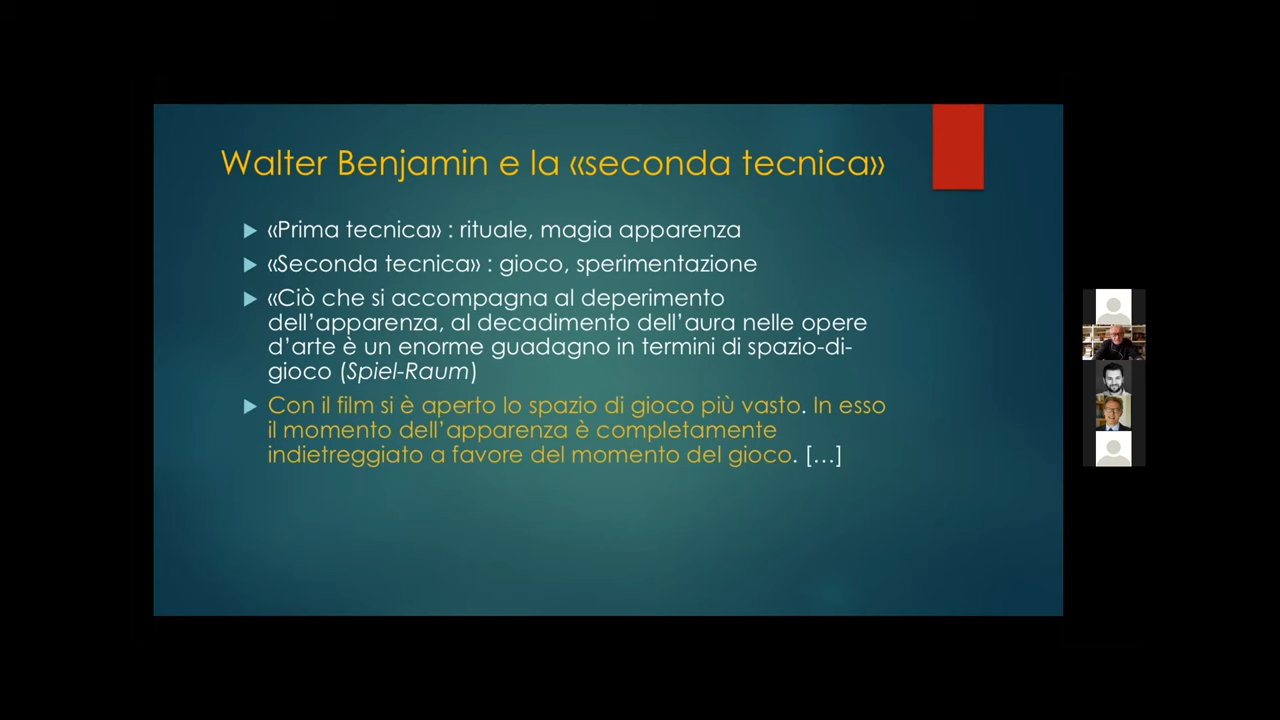 Walter Benjamin e la «seconda tecnica»
«Prima tecnica» : rituale, magia apparenza
«Seconda tecnica» : gioco, sperimentazione
«Ciò che si accompagna al deperimento
dell’apparenza, al decadimento dell’aura nelle opere
d’arte è un enorme guadagno in termini di spazio-di-
gioco (Spiel-Raum)
Con il film si è aperto lo spazio di gioco più vasto. In esso
il momento dell’apparenza è completamente
indietreggiato a favore del momento del gioco. […]